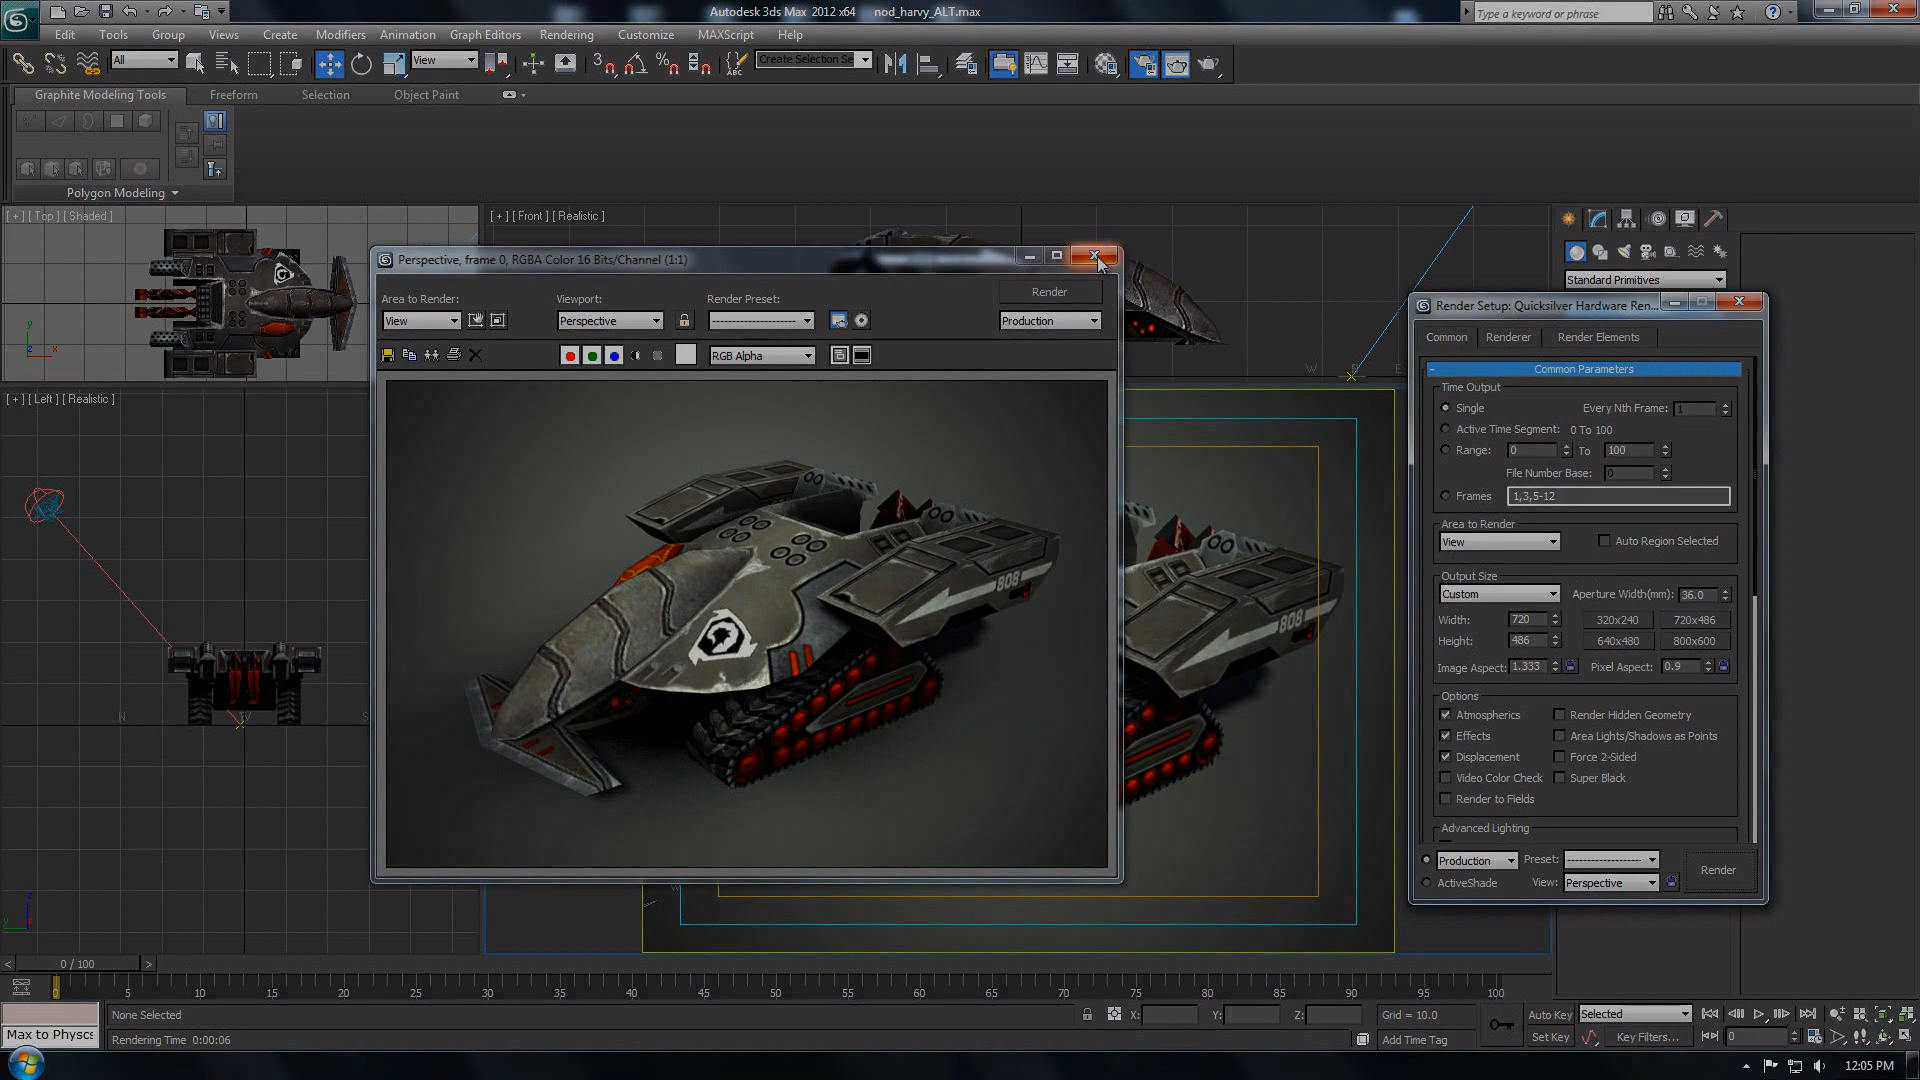 Autodesk 3ds Max 2012 x64 nod_harvy_ALT.max
Type a keyword or phrase
Edit Tools Group Views Create Modifiers Animation Graph Editors Rendering Customize MAXScript Help
All View Create Selection Se
Graphite Modeling Tools Freeform Selection Object Paint
Polygon Modeling
[ + ] [ Top ] [ Shaded ]
[ + ] [ Front ] [ Realistic ]
[ + ] [ Left ] [ Realistic ]
Standard Primitives
Perspective, frame 0, RGBA Color 16 Bits/Channel (1:1)
Area to Render:
View
Viewport:
Perspective
Render Preset:
Render
Production
RGB Alpha
808
808
Render Setup: Quicksilver Hardware Ren...
Common Renderer Render Elements
Common Parameters
Time Output
Single Every Nth Frame: 1
Active Time Segment: 0 To 100
Range: 0 To 100
File Number Base: 0
Frames 1,3,5-12
Area to Render
View Auto Region Selected
Output Size
Custom Aperture Width(mm): 36.0
Width: 720 320x240 720x486
Height: 486 640x480 800x600
Image Aspect: 1.333 Pixel Aspect: 0.9
Options
Atmospherics Render Hidden Geometry
Effects Area Lights/Shadows as Points
Displacement Force 2-Sided
Video Color Check Super Black
Render to Fields
Advanced Lighting
Production Preset:
ActiveShade View: Perspective
Render
N S
W E
< 0 / 100 >
0 5 10 15 20 25 30 35 40 45 50 55 60 65 70 75 80 85 90 95 100
None Selected X: Y: Z: Grid = 10.0 Auto Key Selected
Max to Physcs Rendering Time 0:00:06 Add Time Tag Set Key Key Filters... 0
12:05 PM